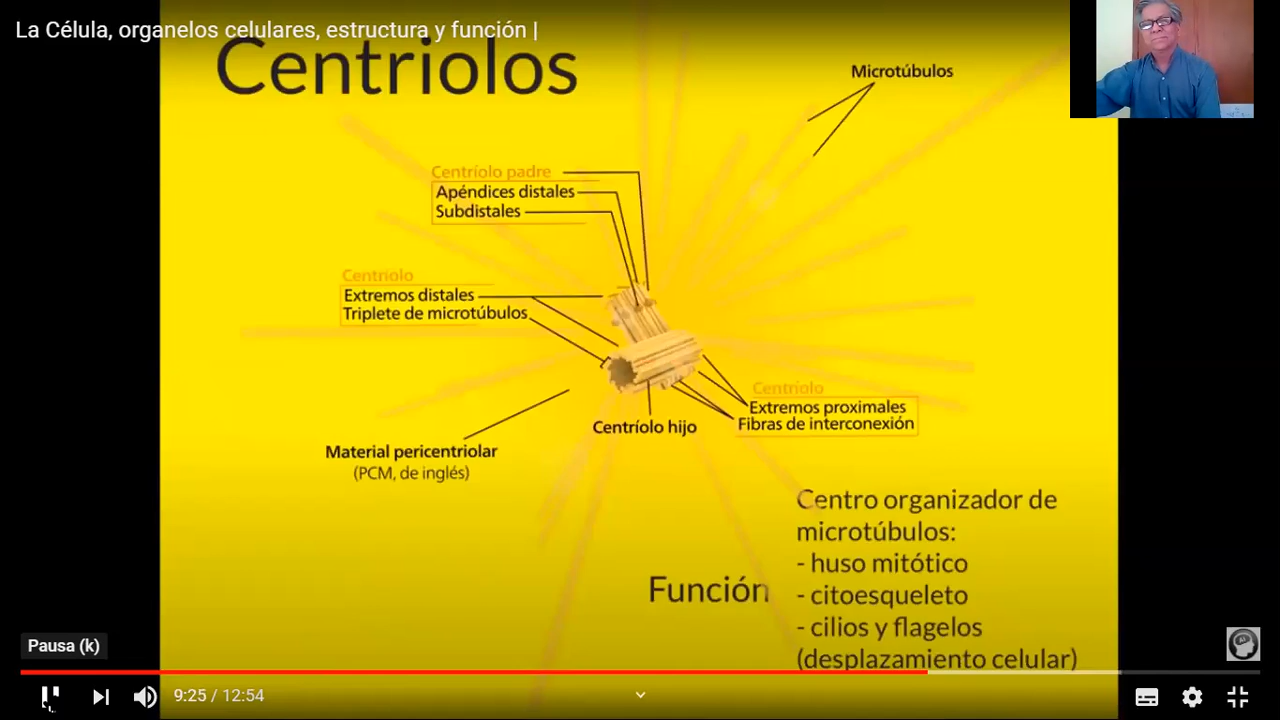 La Célula, organelos celulares, estructura y función |
Centriolos
Microtúbulos
Centríolo padre
Apéndices distales
Subdistales
Centríolo
Extremos distales
Triplete de microtúbulos
Centríolo
Extremos proximales
Fibras de interconexión
Centríolo hijo
Material pericentriolar
(PCM, de inglés)
Función
Centro organizador de
microtúbulos:
- huso mitótico
- citoesqueleto
- cilios y flagelos
(desplazamiento celular)
Pausa (k)
9:25 / 12:54